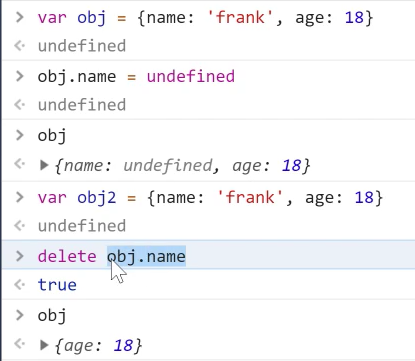 var obj = {name: 'frank', age: 18}
undefined
obj.name = undefined
undefined
obj
{name: undefined, age: 18}
var obj2 = {name: 'frank', age: 18}
undefined
delete obj.name
true
obj
{age: 18}